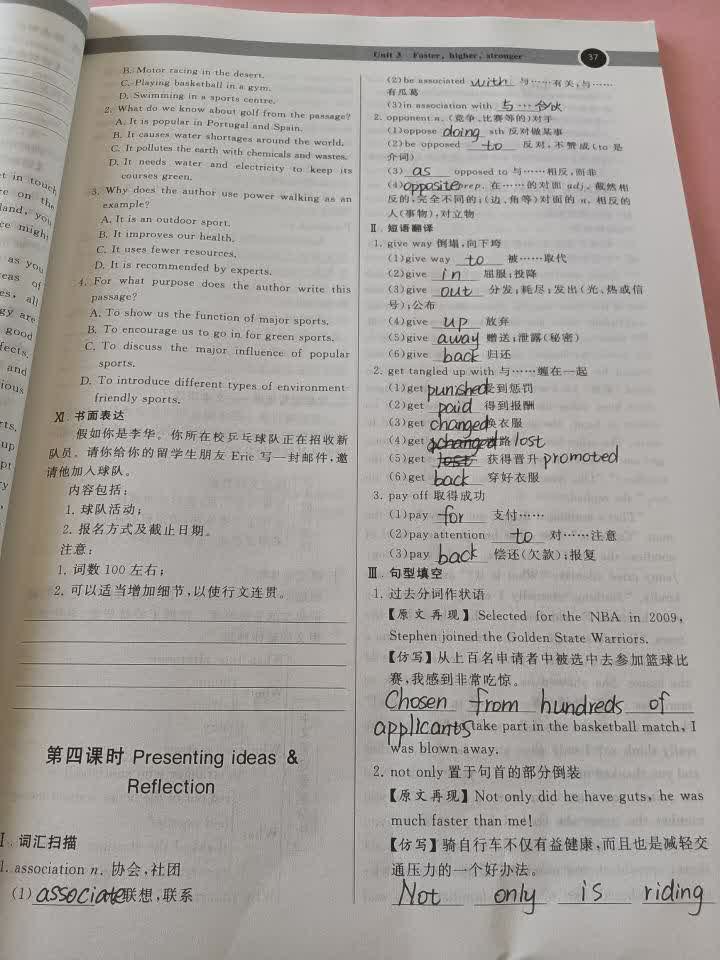 Unit 3 Faster, higher, stronger 37
et in touch
re on the
land, you
ce might
as you
eas of
es, all
gy are
good
fects.
and
ious
rts.
up
pt
ry
B. Motor racing in the desert.
C. Playing basketball in a gym.
D. Swimming in a sports centre.
2. What do we know about golf from the passage?
A. It is popular in Portugal and Spain.
B. It causes water shortages around the world.
C. It pollutes the earth with chemicals and wastes.
D. It needs water and electricity to keep its
courses green.
3. Why does the author use power walking as an
example?
A. It is an outdoor sport.
B. It improves our health.
C. It uses fewer resources.
D. It is recommended by experts.
4. For what purpose does the author write this
passage?
A. To show us the function of major sports.
B. To encourage us to go in for green sports.
C. To discuss the major influence of popular
sports.
D. To introduce different types of environment-
friendly sports.
Ⅺ. 书面表达
假如你是李华。你所在校乒乓球队正在招收新
队员。请你给你的留学生朋友 Eric 写一封邮件,邀
请他加入球队。
内容包括:
1. 球队活动;
2. 报名方式及截止日期。
注意:
1. 词数 100 左右;
2. 可以适当增加细节,以使行文连贯。
第四课时 Presenting ideas &
Reflection
Ⅰ. 词汇扫描
1. association n. 协会,社团
(1) associate 联想,联系
(2) be associated with 与……有关,与……
有瓜葛
(3) in association with 与…合伙
2. opponent n. (竞争、比赛等的)对手
(1) oppose doing sth 反对做某事
(2) be opposed to 反对,不赞成(to 是
介词)
(3) as opposed to 与……相反,而非
(4) opposite prep. 在……的对面 adj. 截然相
反的,完全不同的;(边、角等)对面的 n. 相反的
人(事物),对立物
Ⅱ. 短语翻译
1. give way 倒塌,向下垮
(1) give way to 被……取代
(2) give in 屈服;投降
(3) give out 分发;耗尽;发出(光、热或信
号);公布
(4) give up 放弃
(5) give away 赠送;泄露(秘密)
(6) give back 归还
2. get tangled up with 与……缠在一起
(1) get punished 受到惩罚
(2) get paid 得到报酬
(3) get changed 换衣服
(4) get changed 路 lost
(5) get lost 获得晋升 promoted
(6) get back 穿好衣服
3. pay off 取得成功
(1) pay for 支付……
(2) pay attention to 对……注意
(3) pay back 偿还(欠款);报复
Ⅲ. 句型填空
1. 过去分词作状语
【原文再现】Selected for the NBA in 2009,
Stephen joined the Golden State Warriors.
【仿写】从上百名申请者中被选中去参加篮球比
赛,我感到非常吃惊。
Chosen from hundreds of
applicants take part in the basketball match, I
was blown away.
2. not only 置于句首的部分倒装
【原文再现】Not only did he have guts, he was
much faster than me!
【仿写】骑自行车不仅有益健康,而且也是减轻交
通压力的一个好办法。
Not only is riding